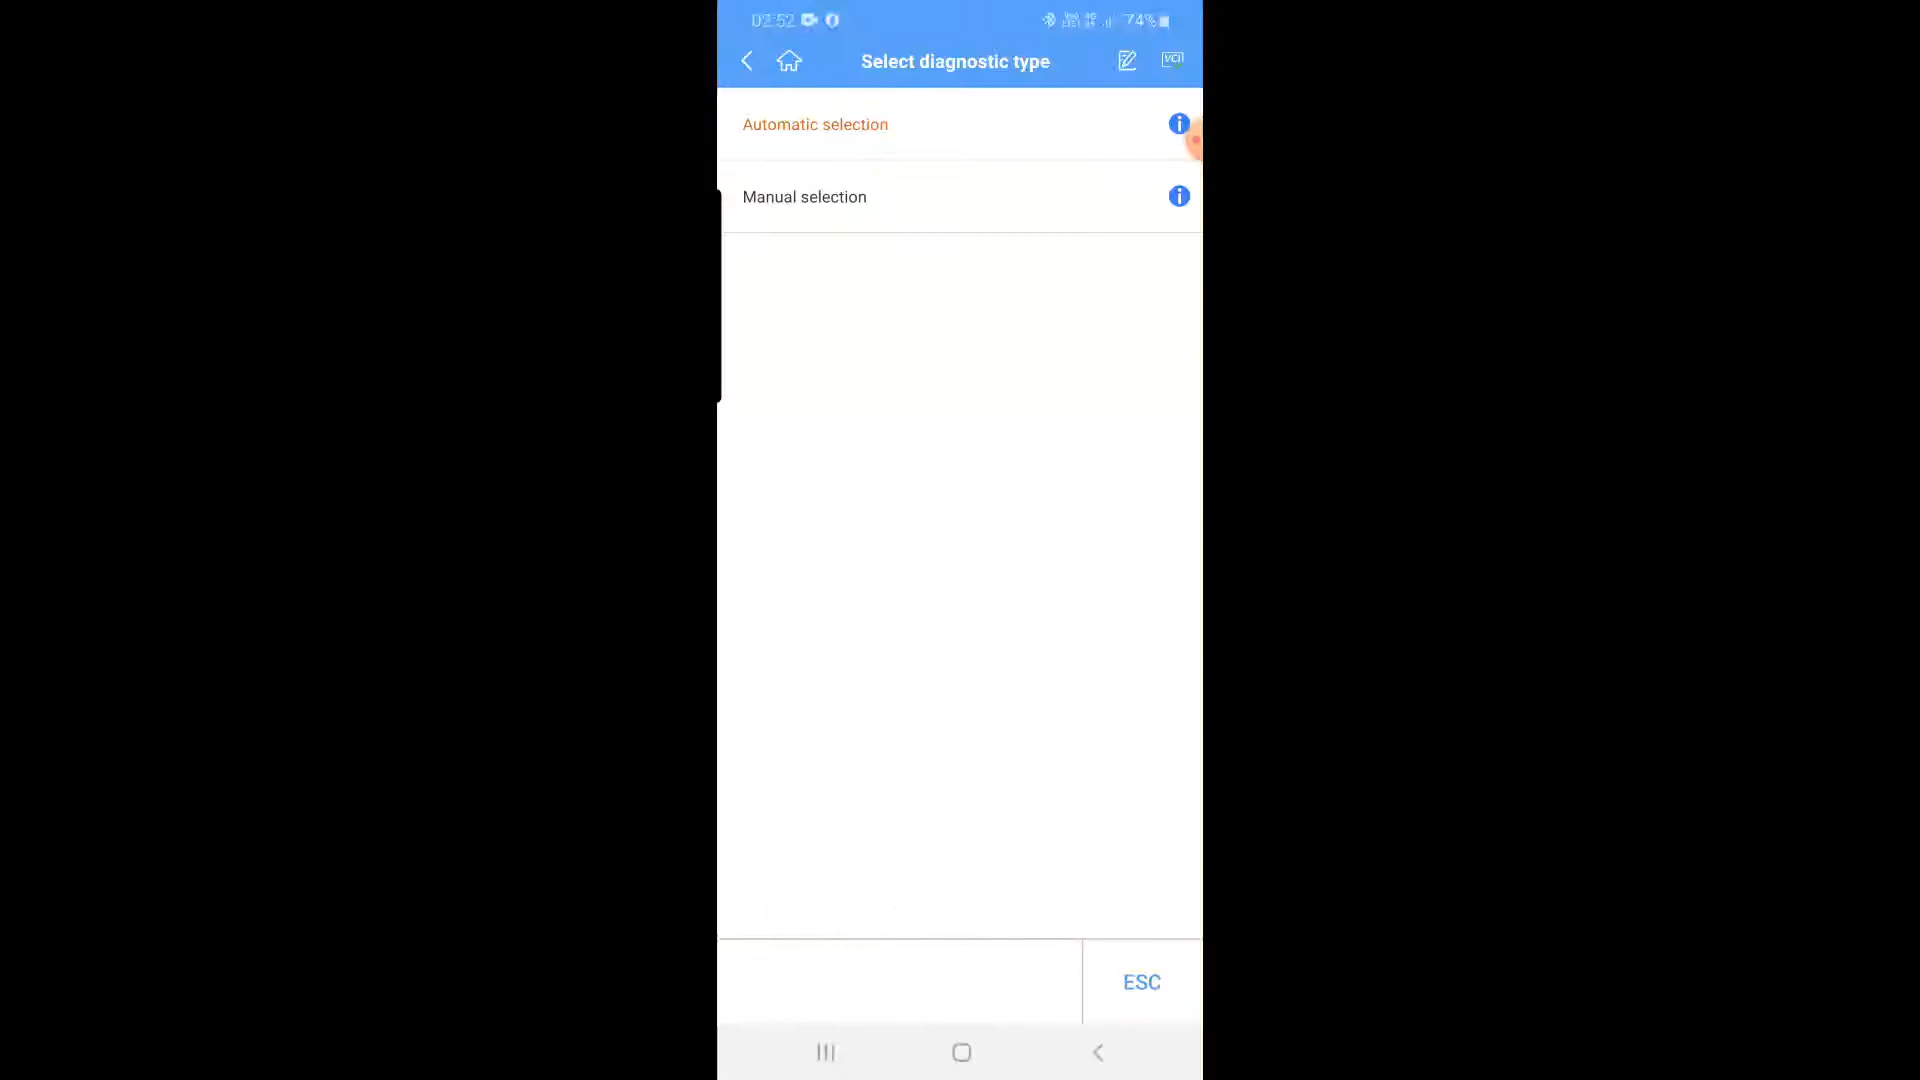 02:52 74%
Select diagnostic type VCI
Automatic selection
Manual selection
ESC